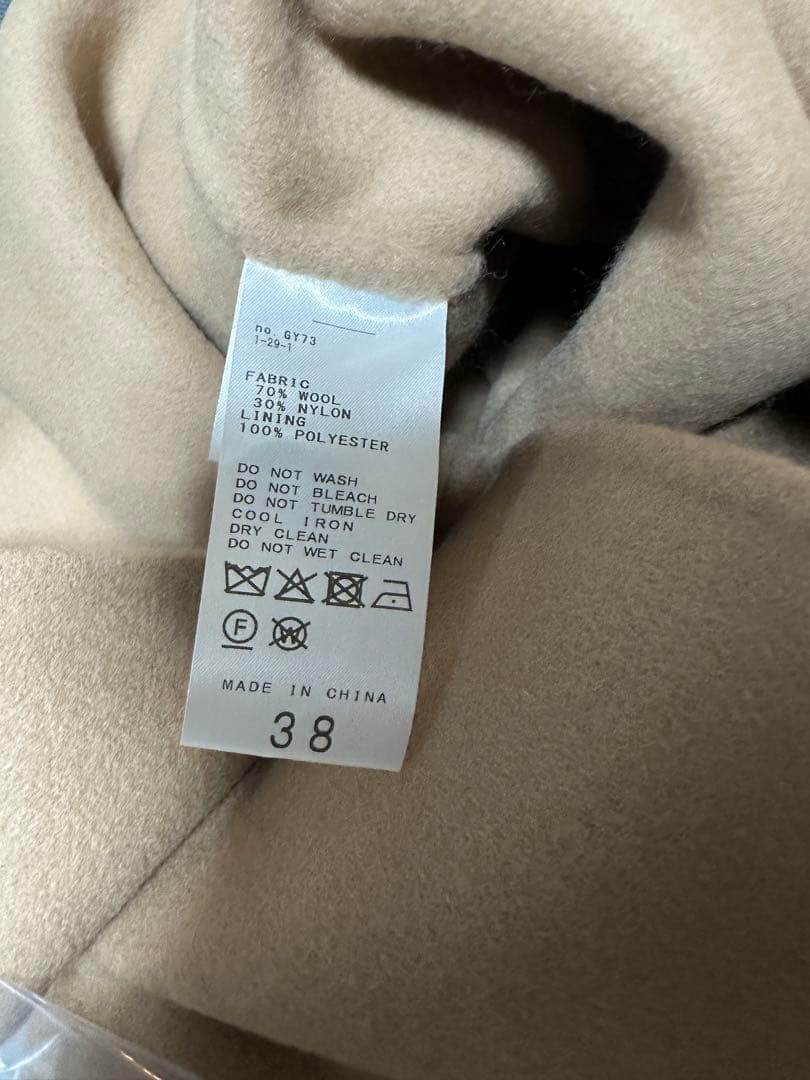 no. GY73
1-29-1
FABRIC
70% WOOL
30% NYLON
LINING
100% POLYESTER
DO NOT WASH
DO NOT BLEACH
DO NOT TUMBLE DRY
COOL IRON
DRY CLEAN
DO NOT WET CLEAN
F W
MADE IN CHINA
38